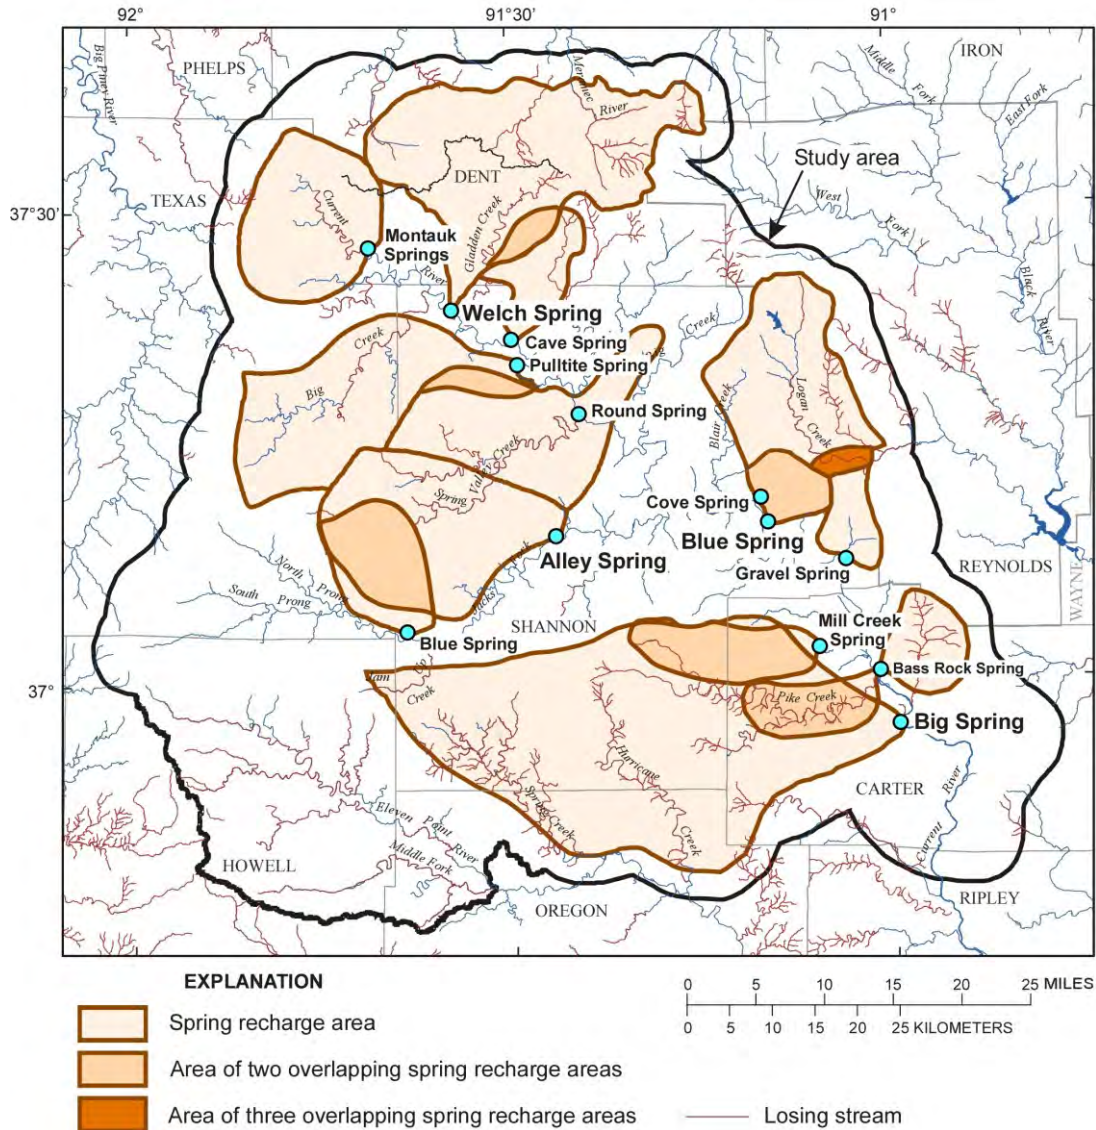 92°
91°30'
91°
Big Piney River
PHELPS
Meramec
River
Middle
Fork
IRON
East Fork
Study area
DENT
TEXAS
West
Fork
37°30'
Current
Montauk
Springs
River
Gladden Creek
Black
River
Welch Spring
Creek
Cave Spring
Creek
Pulltite Spring
Big
Round Spring
Blair Creek
Logan
Creek
Valley Creek
Spring
Cove Spring
Blue Spring
Alley Spring
Gravel Spring
REYNOLDS
WAYNE
North
Prong
South
Prong
Jacks
Fork
SHANNON
Mill Creek
Spring
Blue Spring
Bass Rock Spring
37°
Jam
Up
Creek
Pike Creek
Big Spring
Hurricane
Creek
CARTER
Current
River
Spring Creek
Eleven
Point
River
Middle Fork
HOWELL
OREGON
RIPLEY
EXPLANATION
0 5 10 15 20 25 MILES
0 5 10 15 20 25 KILOMETERS
Spring recharge area
Area of two overlapping spring recharge areas
Area of three overlapping spring recharge areas
Losing stream